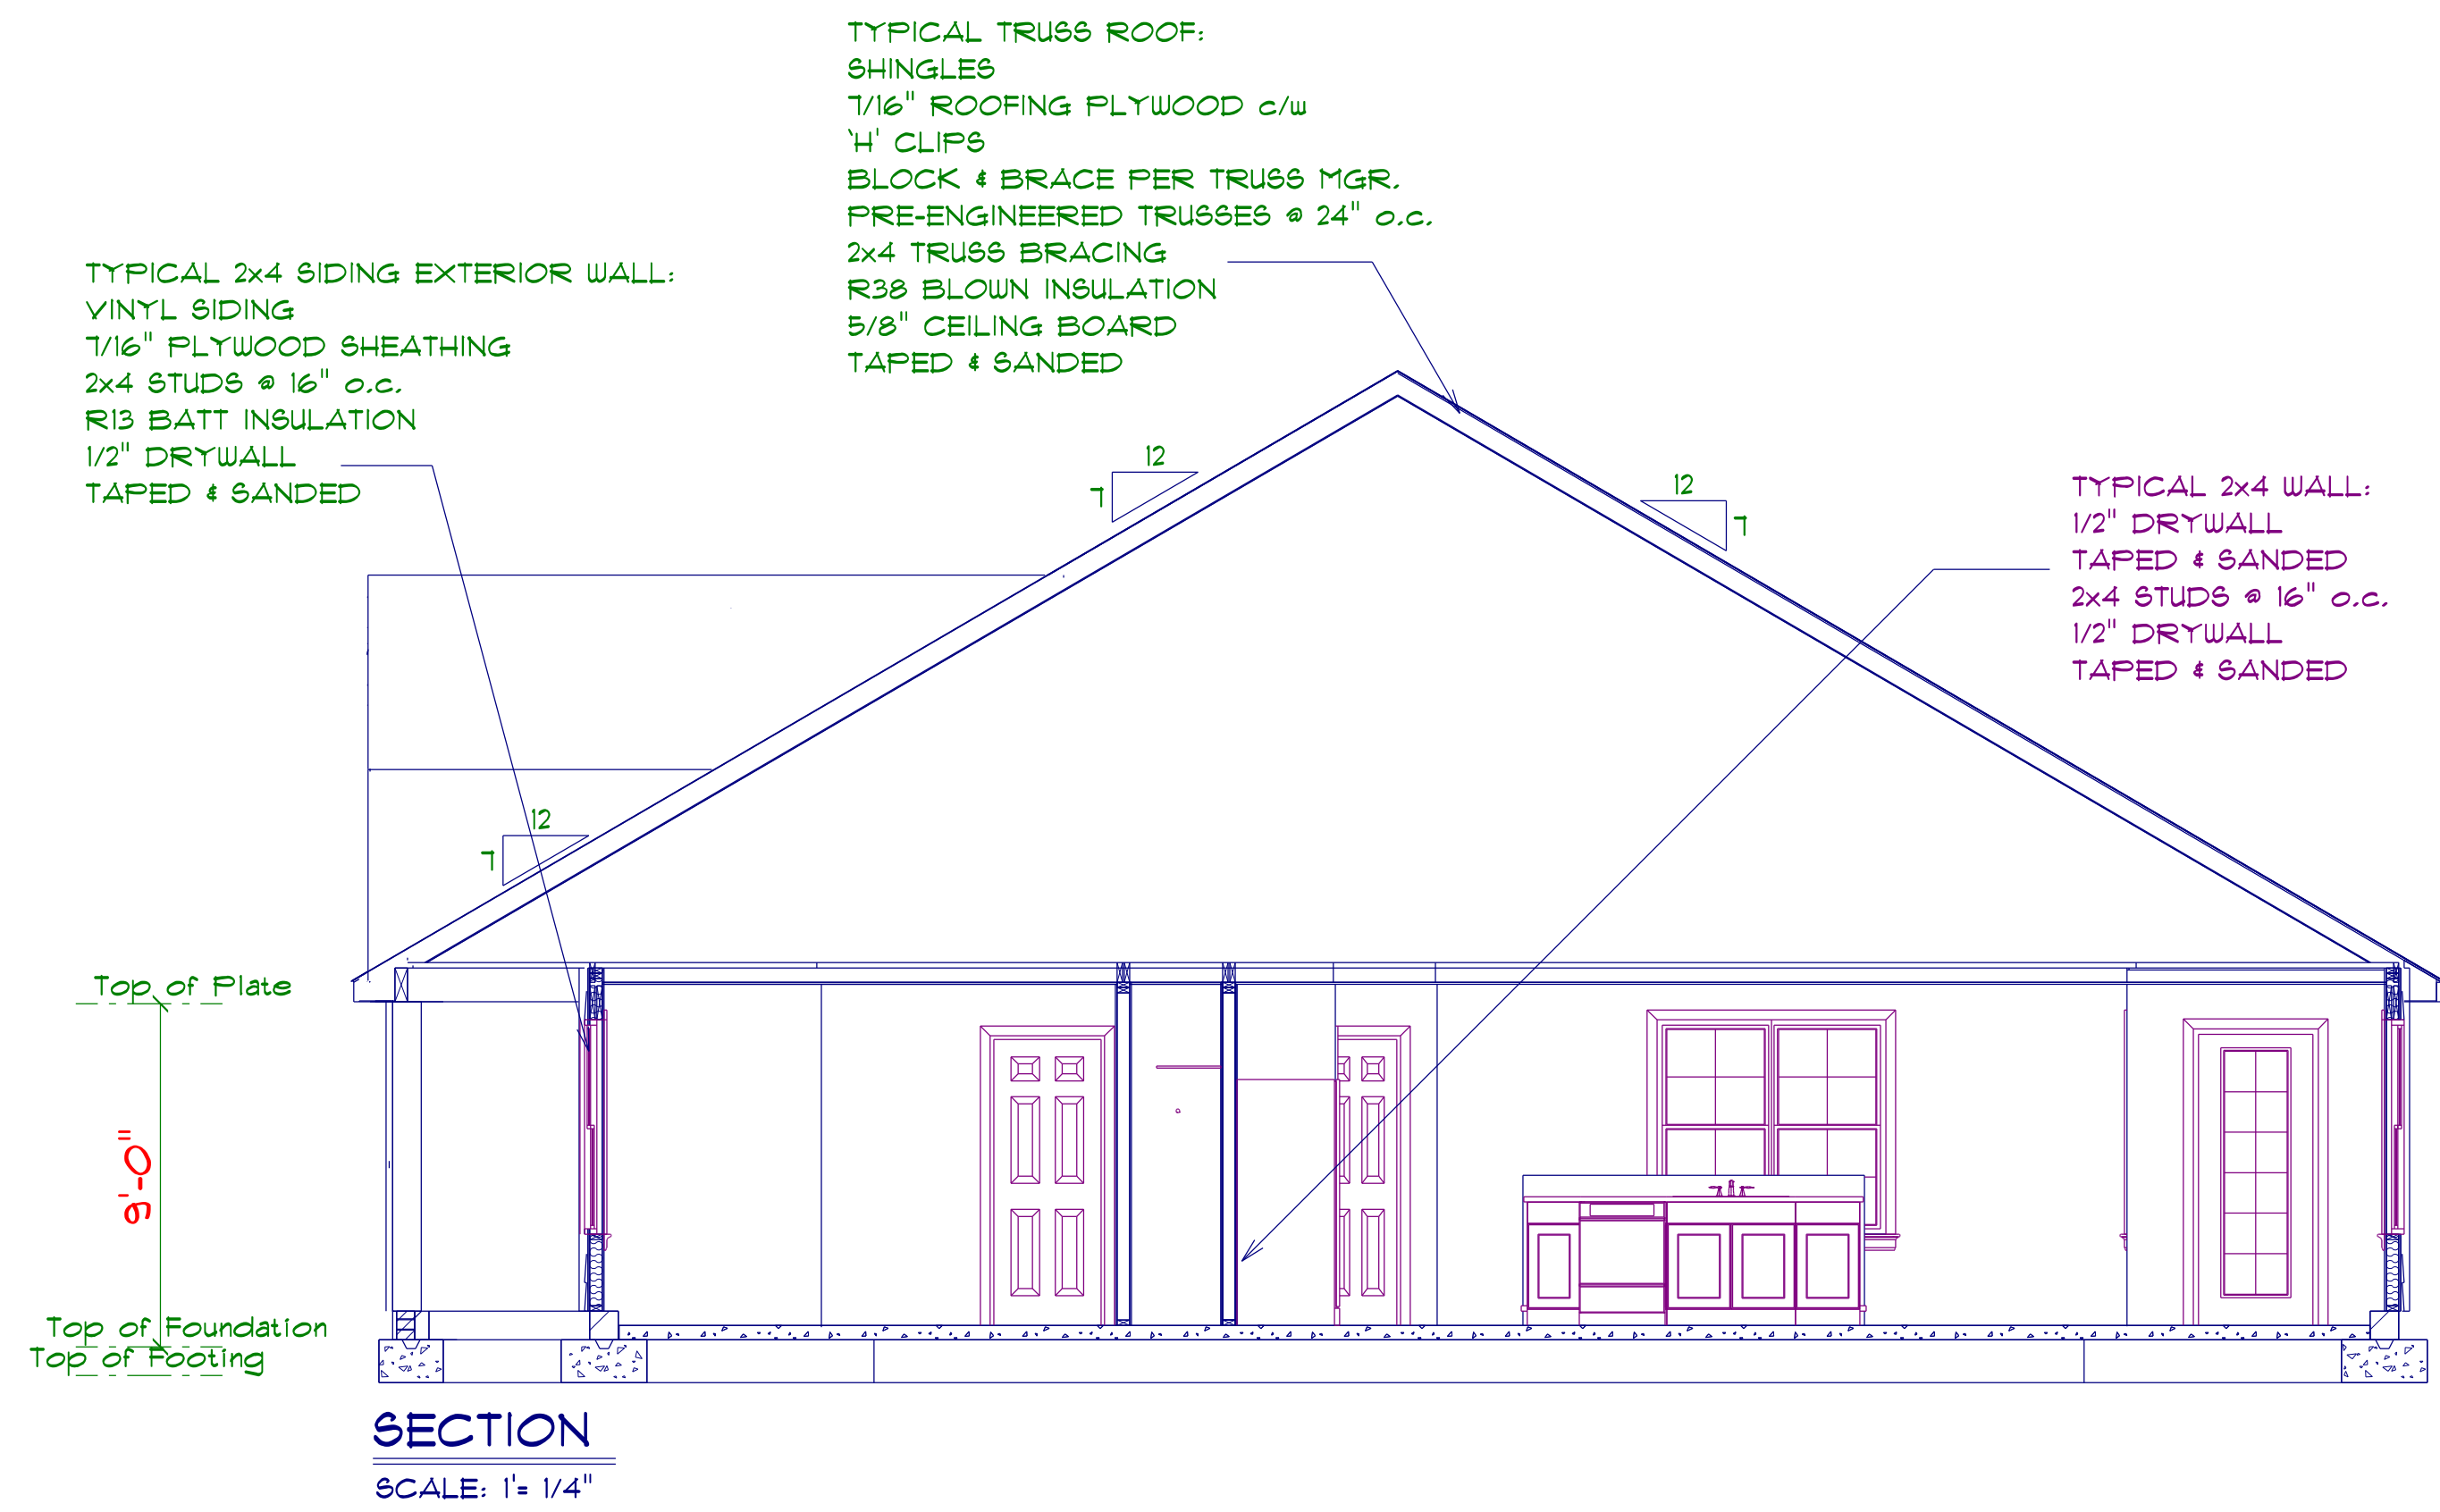 TYPICAL TRUSS ROOF:
SHINGLES
7/16" ROOFING PLYWOOD c/w
'H' CLIPS
BLOCK & BRACE PER TRUSS MGR.
PRE-ENGINEERED TRUSSES @ 24" o.c.
2x4 TRUSS BRACING
R38 BLOWN INSULATION
5/8" CEILING BOARD
TAPED & SANDED
TYPICAL 2x4 SIDING EXTERIOR WALL:
VINYL SIDING
7/16" PLYWOOD SHEATHING
2x4 STUDS @ 16" o.c.
R13 BATT INSULATION
1/2" DRYWALL
TAPED & SANDED
12
7
12
7
TYPICAL 2x4 WALL:
1/2" DRYWALL
TAPED & SANDED
2x4 STUDS @ 16" o.c.
1/2" DRYWALL
TAPED & SANDED
12
7
Top of Plate
9'-0"
Top of Foundation
Top of Footing
SECTION
SCALE: 1'= 1/4"